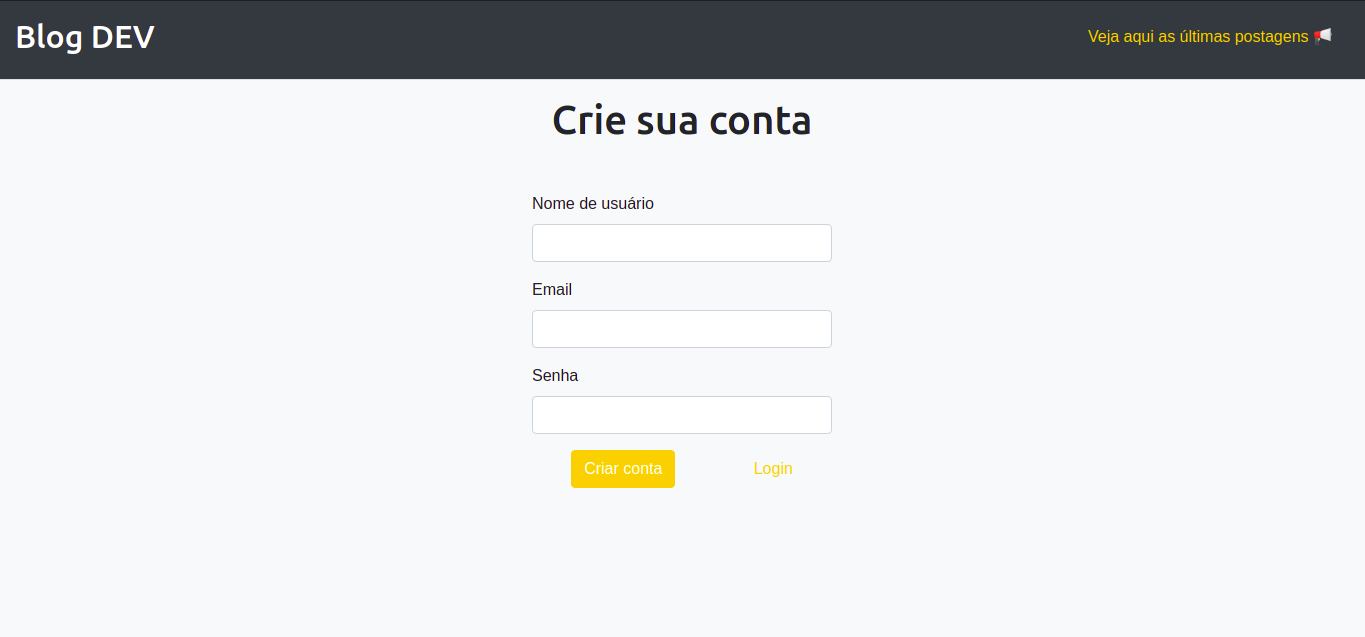 Blog DEV
Veja aqui as últimas postagens
Crie sua conta
Nome de usuário
Email
Senha
Criar conta
Login